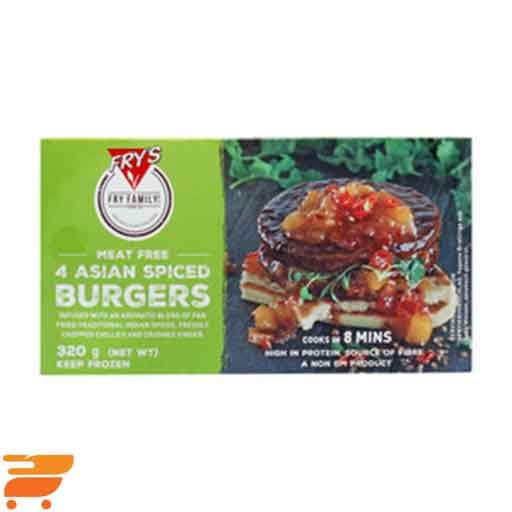 FRY'S
FRY FAMILY
MEAT FREE
4 ASIAN SPICED
BURGERS
INFUSED WITH AN AROMATIC BLEND OF PAN
FRIED TRADITIONAL INDIAN SPICES, FRESHLY
CHOPPED CHILLIES AND CRUSHED GINGER.
320 g (NET WT)
KEEP FROZEN
COOKS IN 8 MINS
HIGH IN PROTEIN, SOURCE OF FIBRE
A NON GM PRODUCT